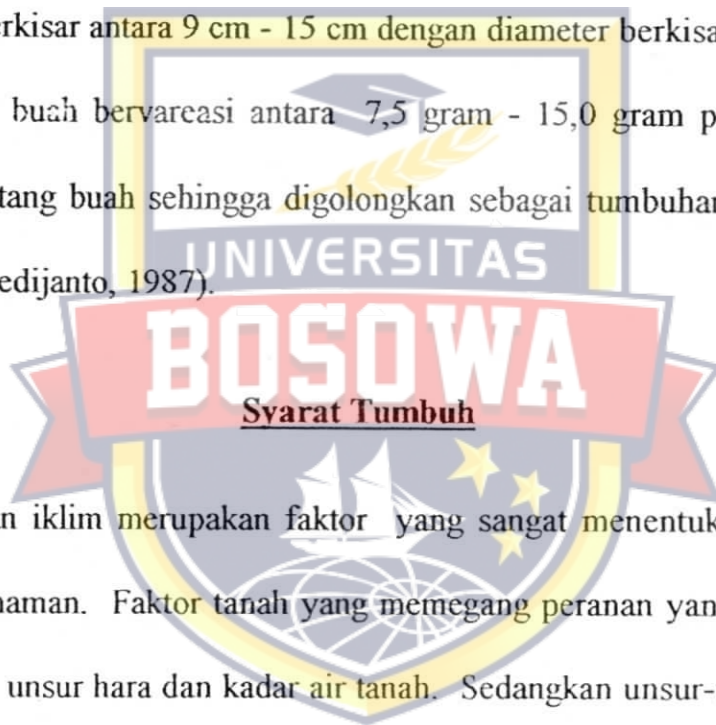 erkisar antara 9 cm - 15 cm dengan diameter berkisa
buah bervareasi antara 7,5 gram - 15,0 gram p
tang buah sehingga digolongkan sebagai tumbuhan
edijanto, 1987).
UNIVERSITAS
BOSOWA
Syarat Tumbuh
n iklim merupakan faktor yang sangat menentuk
naman. Faktor tanah yang memegang peranan yan
unsur hara dan kadar air tanah. Sedangkan unsur-